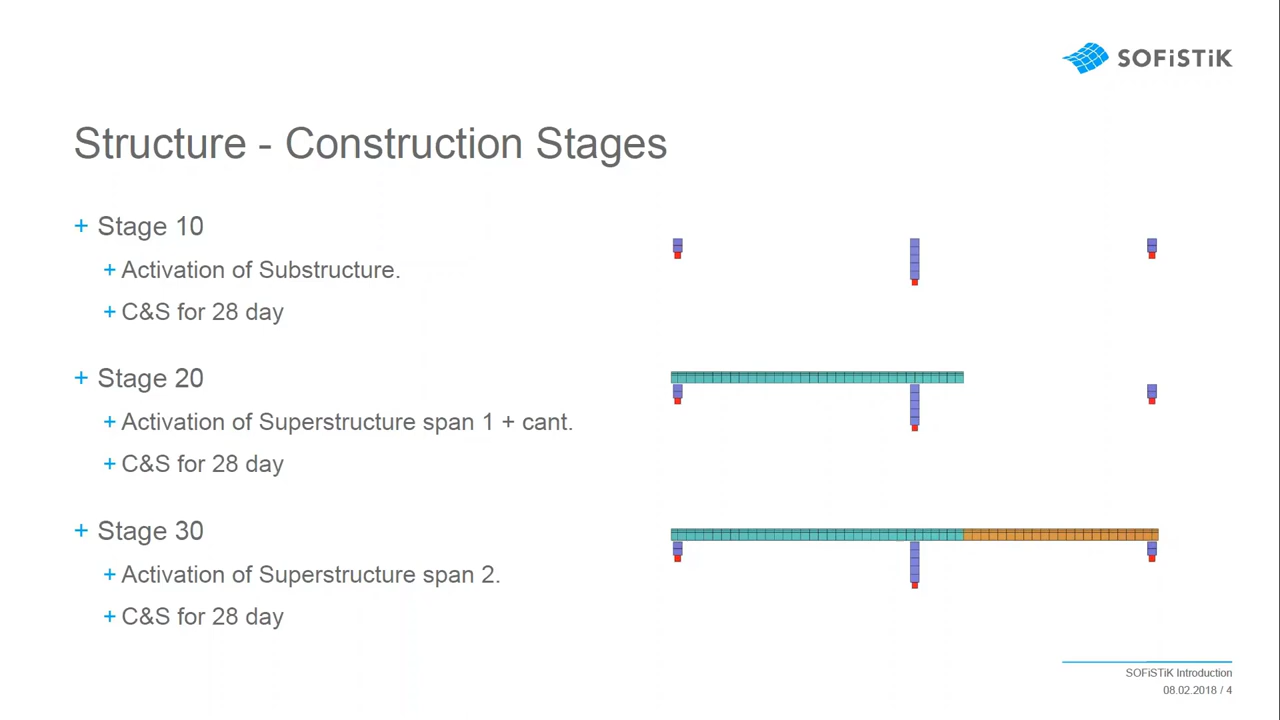 SOFiSTiK
Structure - Construction Stages
+ Stage 10
+ Activation of Substructure.
+ C&S for 28 day
+ Stage 20
+ Activation of Superstructure span 1 + cant.
+ C&S for 28 day
+ Stage 30
+ Activation of Superstructure span 2.
+ C&S for 28 day
SOFiSTiK Introduction
08.02.2018 / 4